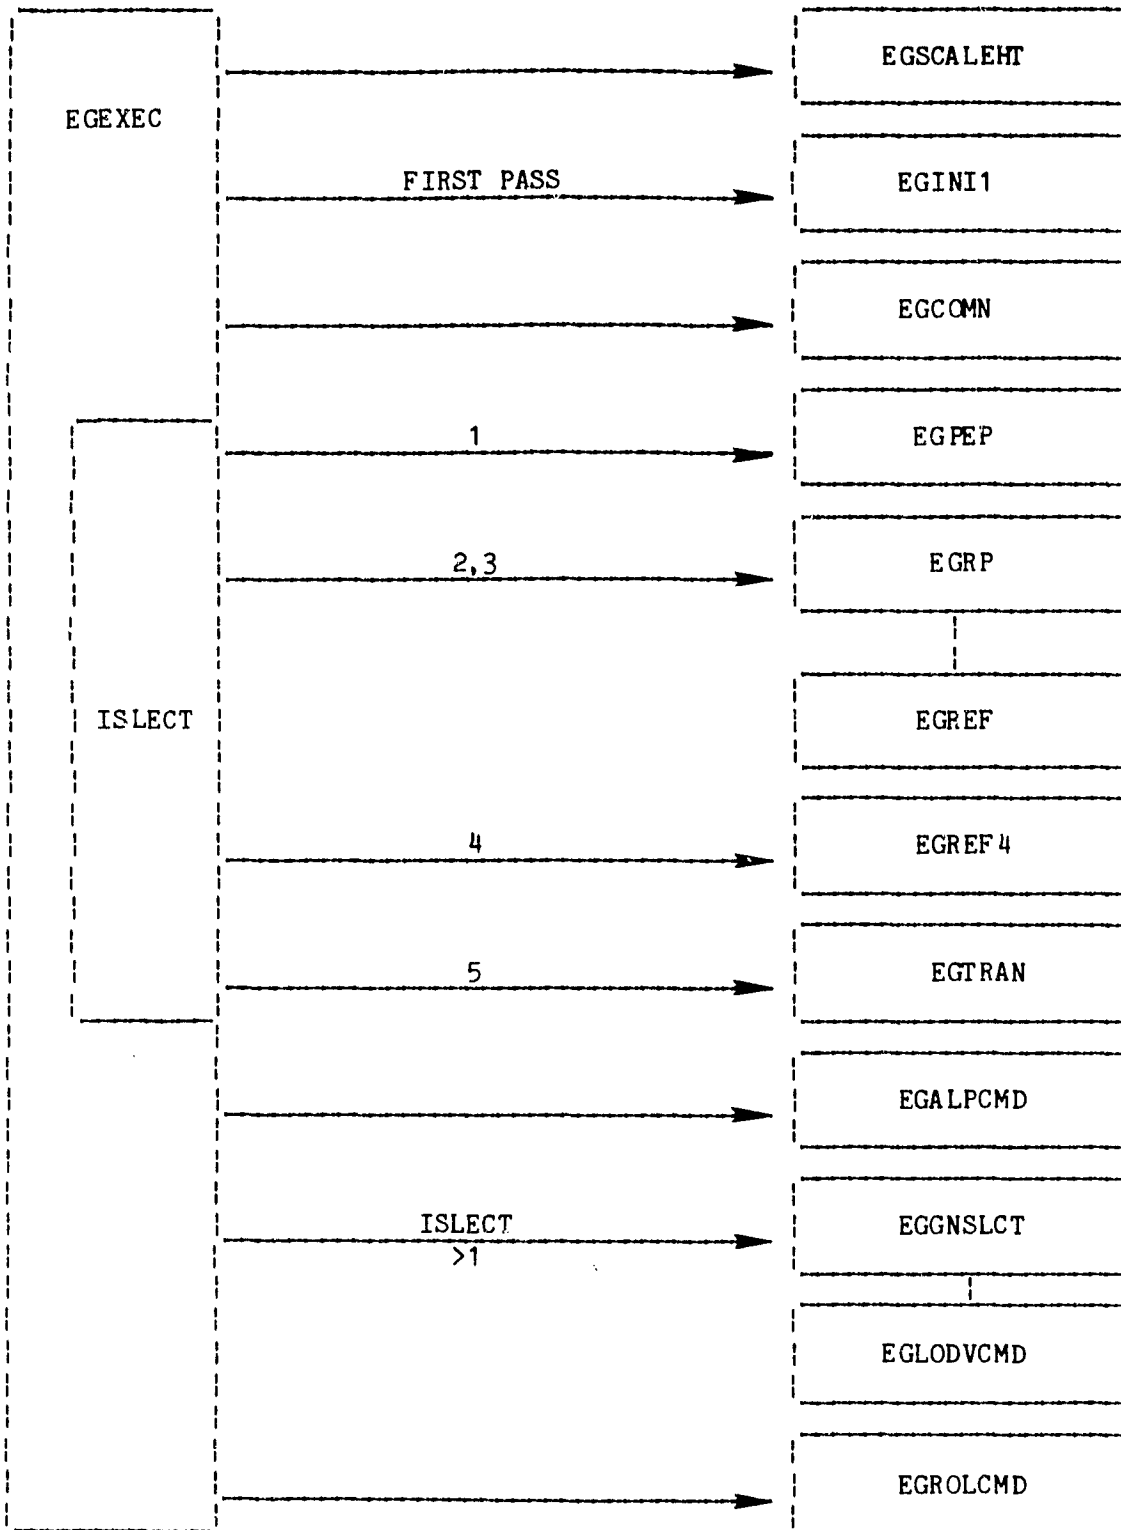 EGSCALEHT
EGEXEC
FIRST PASS
EGINI1
EGCOMN
1
EGPEP
2,3
EGRP
ISLECT
EGREF
4
EGREF4
5
EGTRAN
EGALPCMD
ISLECT
>1
EGGNSLCT
EGLODVCMD
EGROLCMD